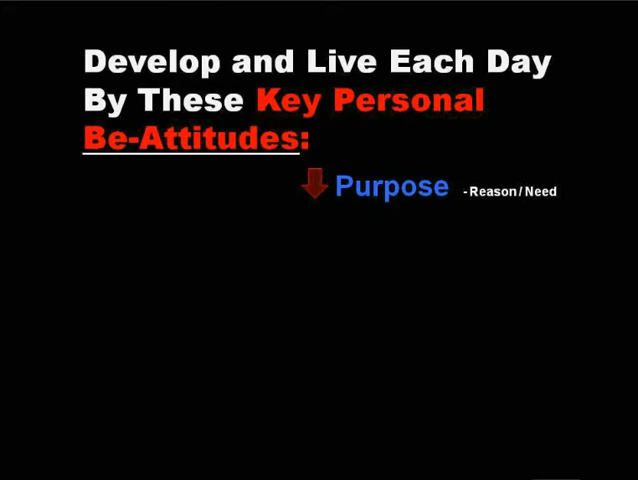 Develop and Live Each Day
By These Key Personal
Be-Attitudes:
Purpose - Reason / Need